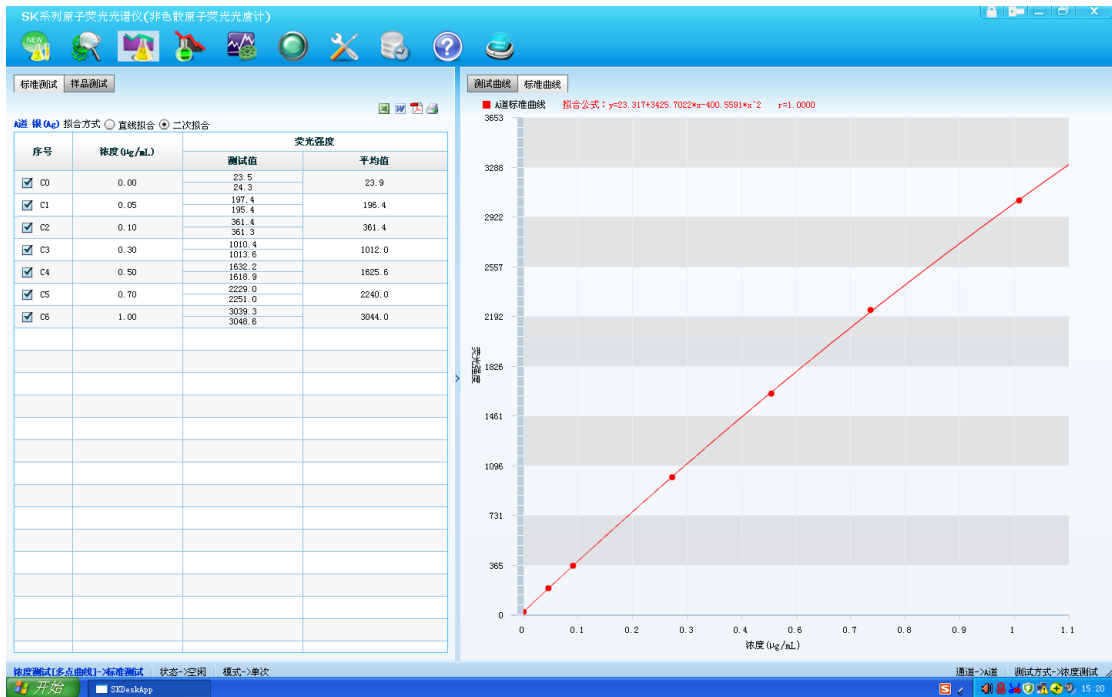 SK系列原子荧光光谱仪(非色散原子荧光光度计)
NEW
标准测试 样品测试
A道 银(Ag) 拟合方式 直线拟合 二次拟合
序号 浓度(μg/mL) 荧光强度
测试值 平均值
C0 0.00 23.5 24.3 23.9
C1 0.05 197.4 195.4 196.4
C2 0.10 361.4 361.3 361.4
C3 0.30 1010.4 1013.6 1012.0
C4 0.50 1632.2 1618.9 1625.6
C5 0.70 2229.0 2251.0 2240.0
C6 1.00 3039.3 3048.6 3044.0
测试曲线 标准曲线
A道标准曲线 拟合公式:y=23.317+3425.7022*x-400.5591*x^2 r=1.0000
3653
3288
2922
2557
2192
1826
1461
1096
731
365
0
荧光强度
0 0.1 0.2 0.3 0.4 0.5 0.6 0.7 0.8 0.9 1 1.1
浓度(μg/mL)
浓度测试[多点曲线]->标准测试 状态->空闲 模式->单次 通道->A道 测试方式->浓度测试
开始 SKDeskApp 15:20